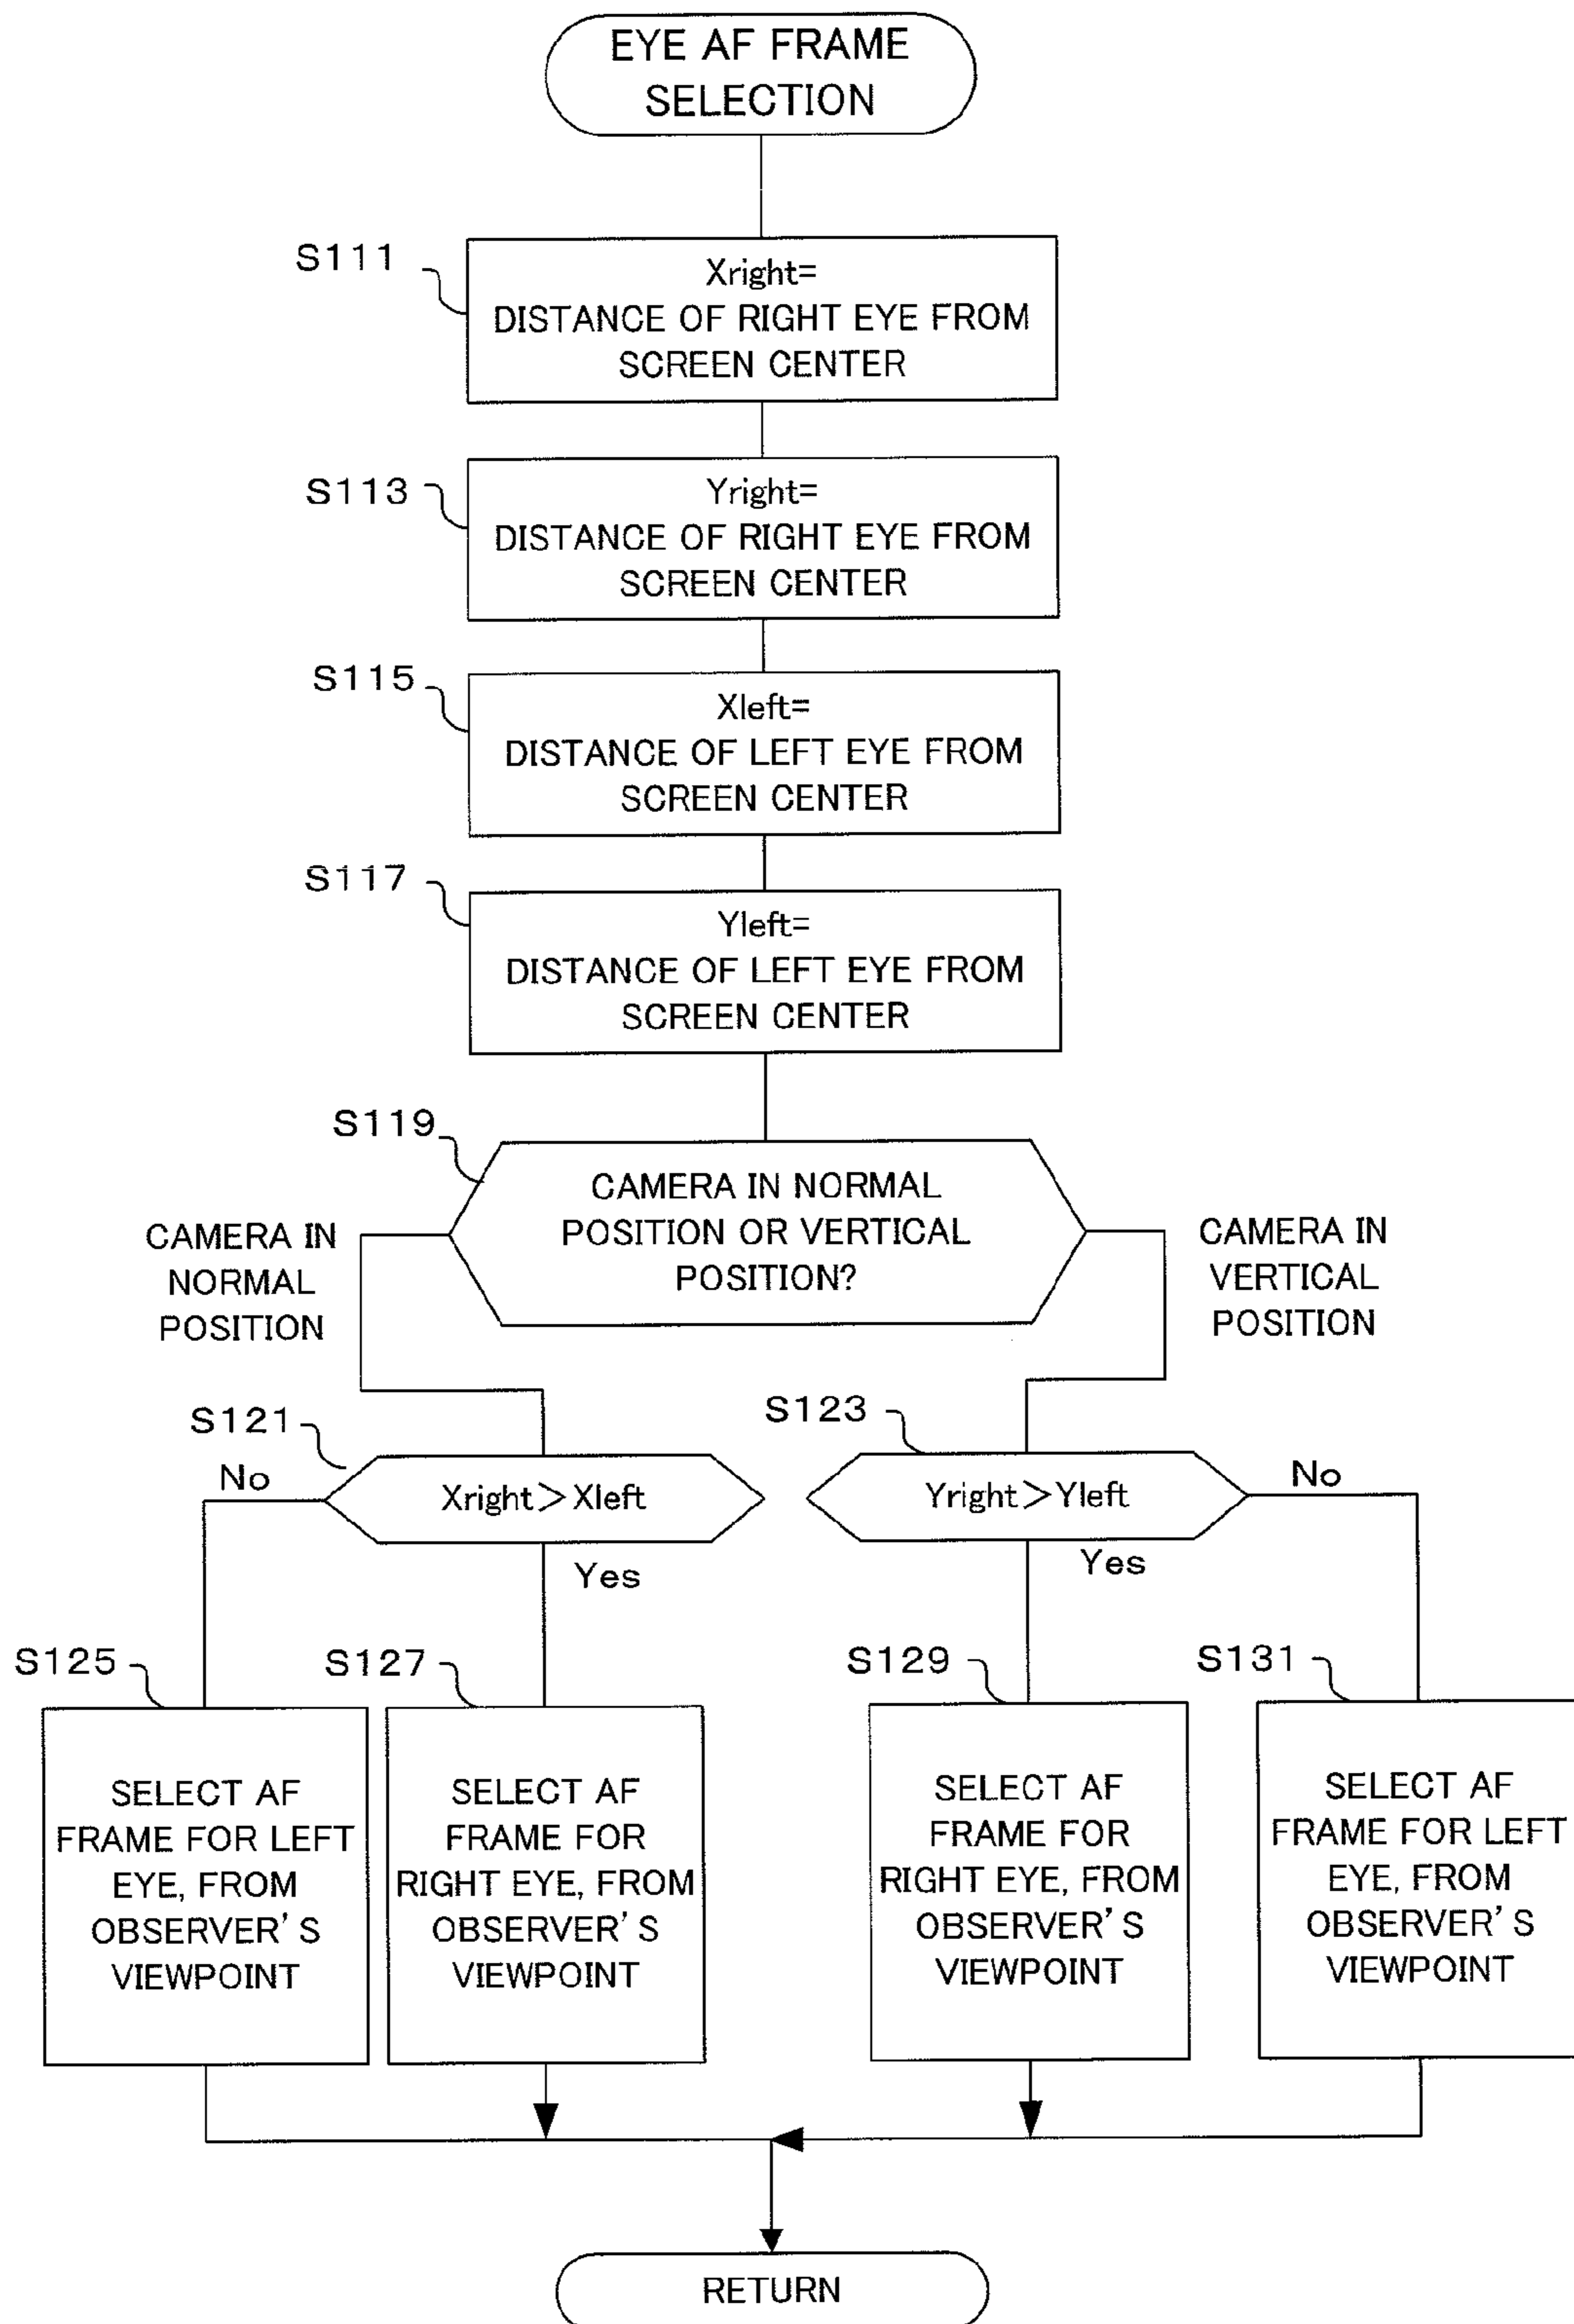 EYE AF FRAME
SELECTION
S111
Xright=
DISTANCE OF RIGHT EYE FROM
SCREEN CENTER
S113
Yright=
DISTANCE OF RIGHT EYE FROM
SCREEN CENTER
S115
Xleft=
DISTANCE OF LEFT EYE FROM
SCREEN CENTER
S117
Yleft=
DISTANCE OF LEFT EYE FROM
SCREEN CENTER
S119
CAMERA IN NORMAL
POSITION OR VERTICAL
POSITION?
CAMERA IN
NORMAL
POSITION
CAMERA IN
VERTICAL
POSITION
S121
No
Xright＞Xleft
Yes
S123
Yright＞Yleft
No
Yes
S125
SELECT AF
FRAME FOR LEFT
EYE, FROM
OBSERVER'S
VIEWPOINT
S127
SELECT AF
FRAME FOR
RIGHT EYE, FROM
OBSERVER'S
VIEWPOINT
S129
SELECT AF
FRAME FOR
RIGHT EYE, FROM
OBSERVER'S
VIEWPOINT
S131
SELECT AF
FRAME FOR LEFT
EYE, FROM
OBSERVER'S
VIEWPOINT
RETURN